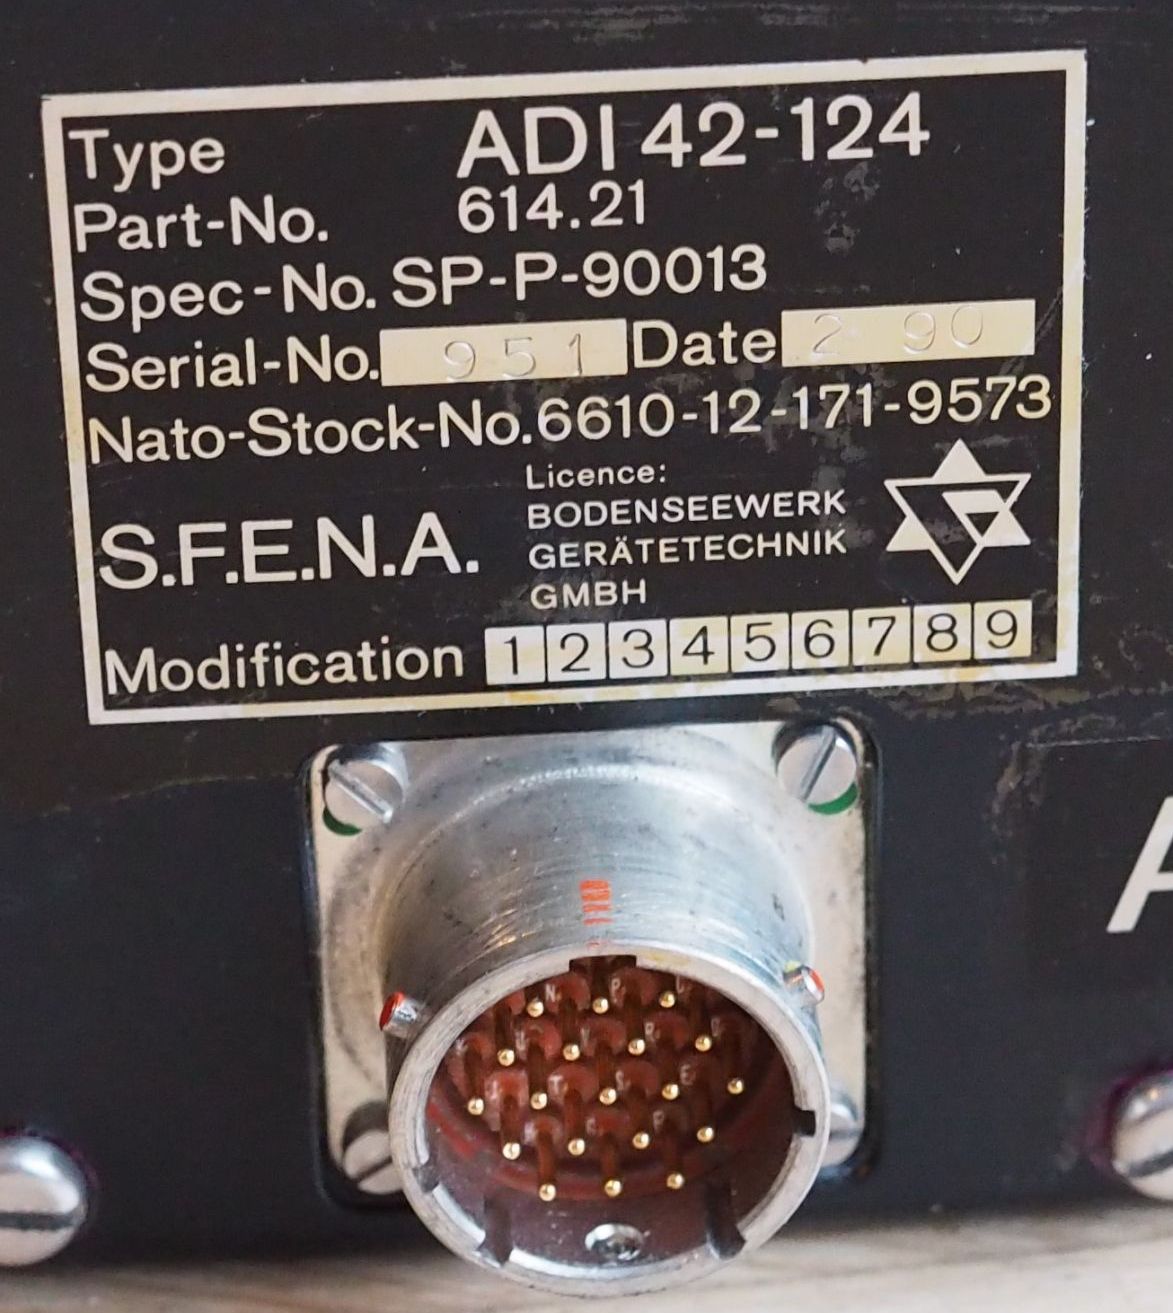 Type ADI 42-124
Part-No. 614.21
Spec-No. SP-P-90013
Serial-No. 951 Date 2 90
Nato-Stock-No. 6610-12-171-9573
S.F.E.N.A.
Licence:
BODENSEEWERK
GERÄTETECHNIK
GMBH
Modification 1 2 3 4 5 6 7 8 9
A